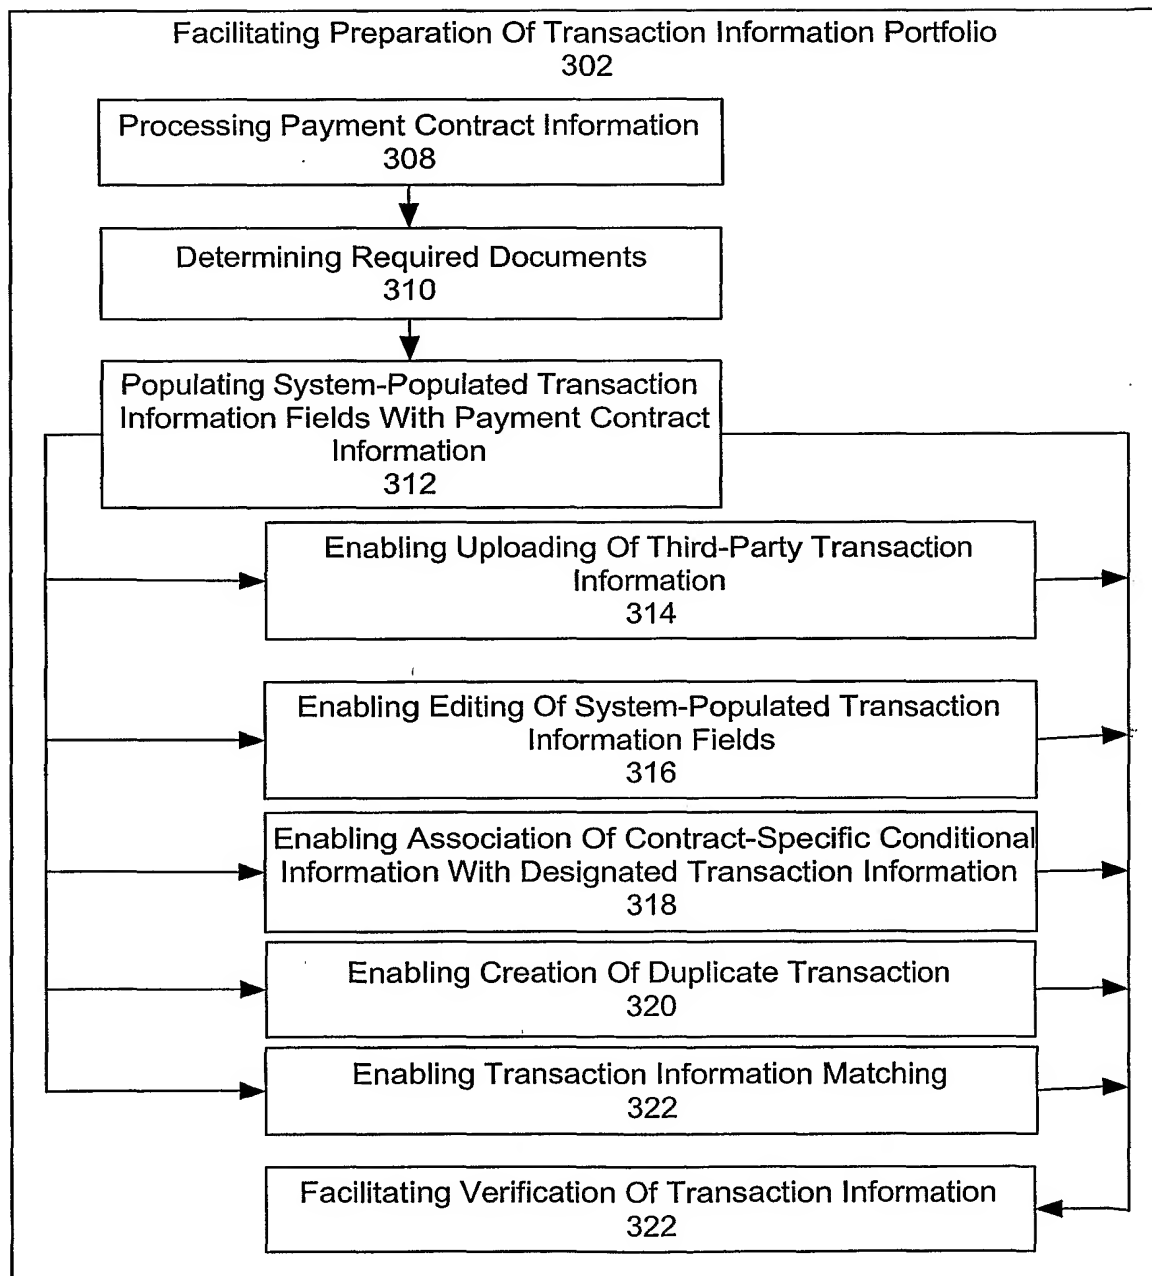 Facilitating Preparation Of Transaction Information Portfolio
302
Processing Payment Contract Information
308
Determining Required Documents
310
Populating System-Populated Transaction
Information Fields With Payment Contract
Information
312
Enabling Uploading Of Third-Party Transaction
Information
314
Enabling Editing Of System-Populated Transaction
Information Fields
316
Enabling Association Of Contract-Specific Conditional
Information With Designated Transaction Information
318
Enabling Creation Of Duplicate Transaction
320
Enabling Transaction Information Matching
322
Facilitating Verification Of Transaction Information
322